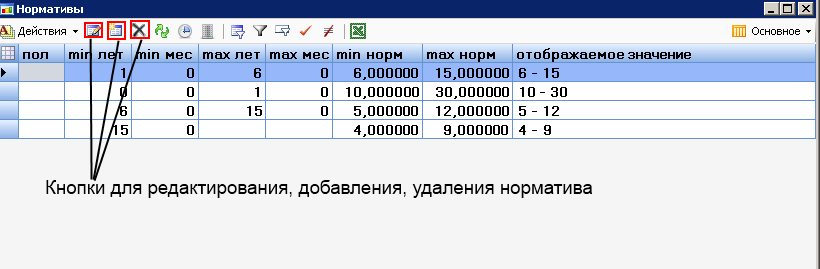 Нормативы
Действия Основное
пол min лет min мес max лет max мес min норм max норм отображаемое значение
1 0 6 0 6,000000 15,000000 6 - 15
0 0 1 0 10,000000 30,000000 10 - 30
6 0 15 0 5,000000 12,000000 5 - 12
15 0 4,000000 9,000000 4 - 9
Кнопки для редактирования, добавления, удаления норматива